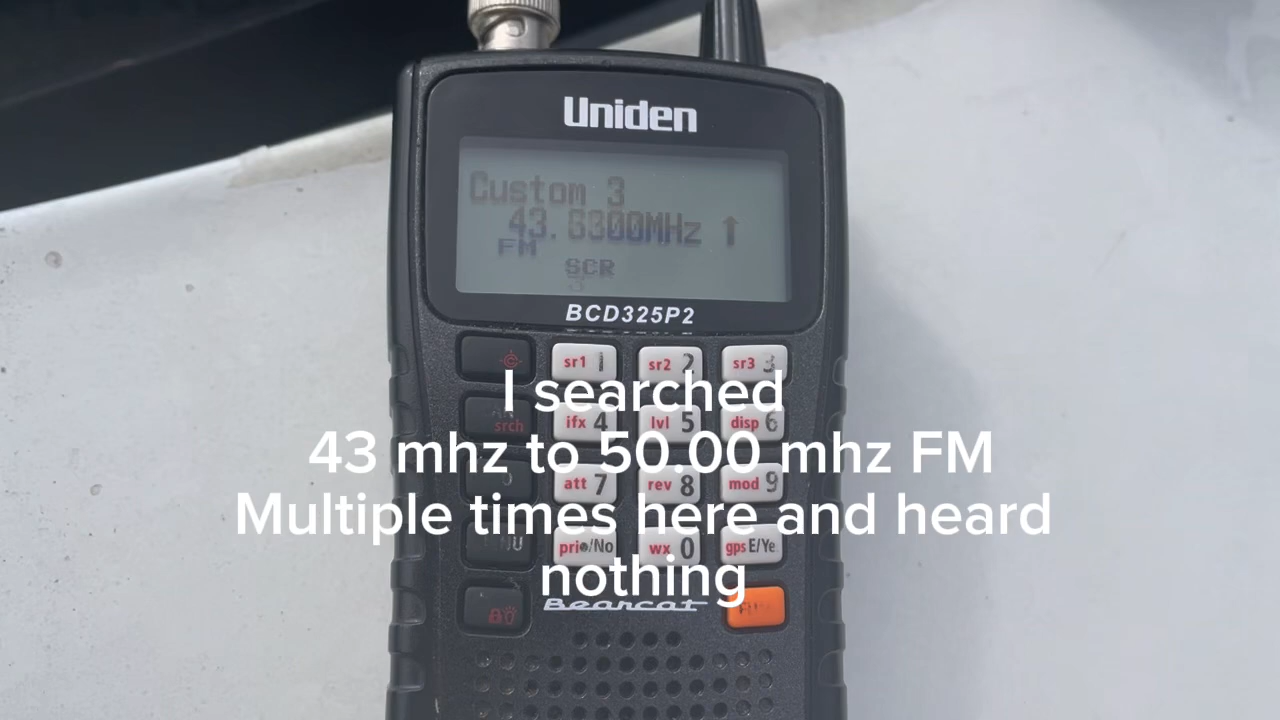 Uniden
Custom 3
43.6300MHz ↑
FM
SCR
3
BCD325P2
sr1 1 sr2 2 sr3 3
I searched
srch ifx 4 lvl 5 disp 6
43 mhz to 50.00 mhz FM
att 7 rev 8 mod 9
Multiple times here and heard
pri •/No wx 0 gps E/Ye
nothing
Bearcat